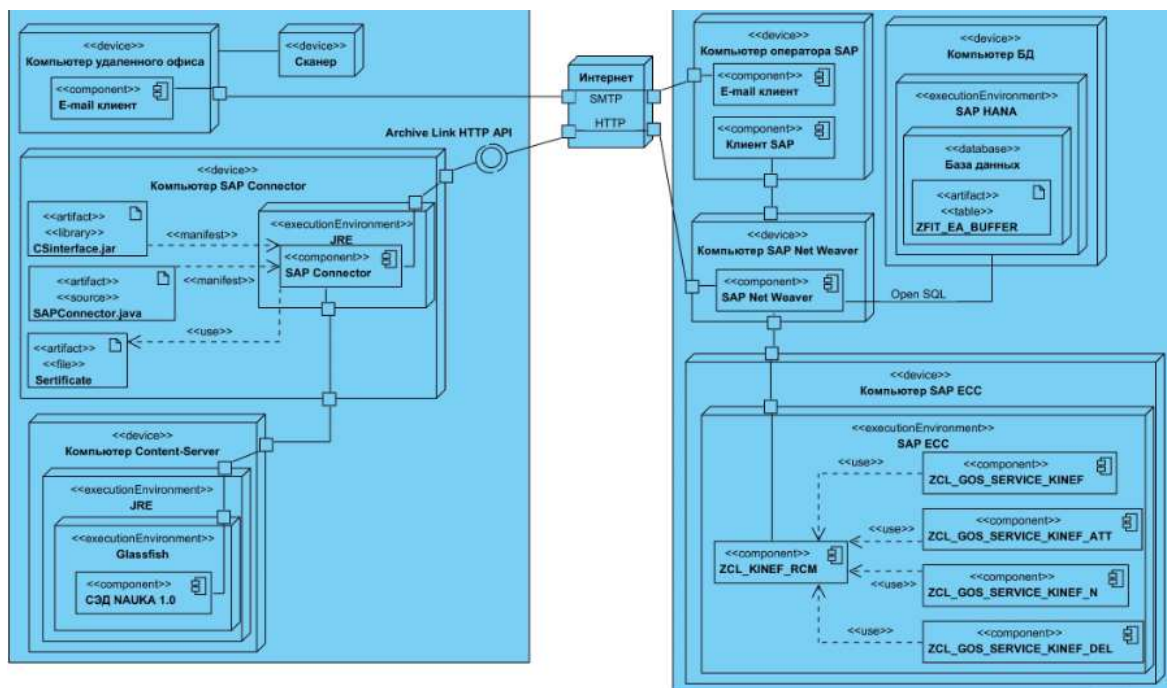 <<device>>
Компьютер удаленного офиса
<<component>>
E-mail клиент
<<device>>
Сканер
Интернет
SMTP
HTTP
Archive Link HTTP API
<<device>>
Компьютер SAP Connector
<<artifact>>
<<library>>
CSinterface.jar
<<manifest>>
<<executionEnvironment>>
JRE
<<component>>
SAP Connector
<<artifact>>
<<source>>
SAPConnector.java
<<manifest>>
<<use>>
<<artifact>>
<<file>>
Sertificate
<<device>>
Компьютер Content-Server
<<executionEnvironment>>
JRE
<<executionEnvironment>>
Glassfish
<<component>>
СЭД NAUKA 1.0
<<device>>
Компьютер оператора SAP
<<component>>
E-mail клиент
<<component>>
Клиент SAP
<<device>>
Компьютер БД
<<executionEnvironment>>
SAP HANA
<<database>>
База данных
<<artifact>>
<<table>>
ZFIT_EA_BUFFER
<<device>>
Компьютер SAP Net Weaver
<<component>>
SAP Net Weaver
Open SQL
<<device>>
Компьютер SAP ECC
<<executionEnvironment>>
SAP ECC
<<use>>
<<component>>
ZCL_GOS_SERVICE_KINEF
<<use>>
<<component>>
ZCL_GOS_SERVICE_KINEF_ATT
<<component>>
ZCL_KINEF_RCM
<<use>>
<<component>>
ZCL_GOS_SERVICE_KINEF_N
<<use>>
<<component>>
ZCL_GOS_SERVICE_KINEF_DEL